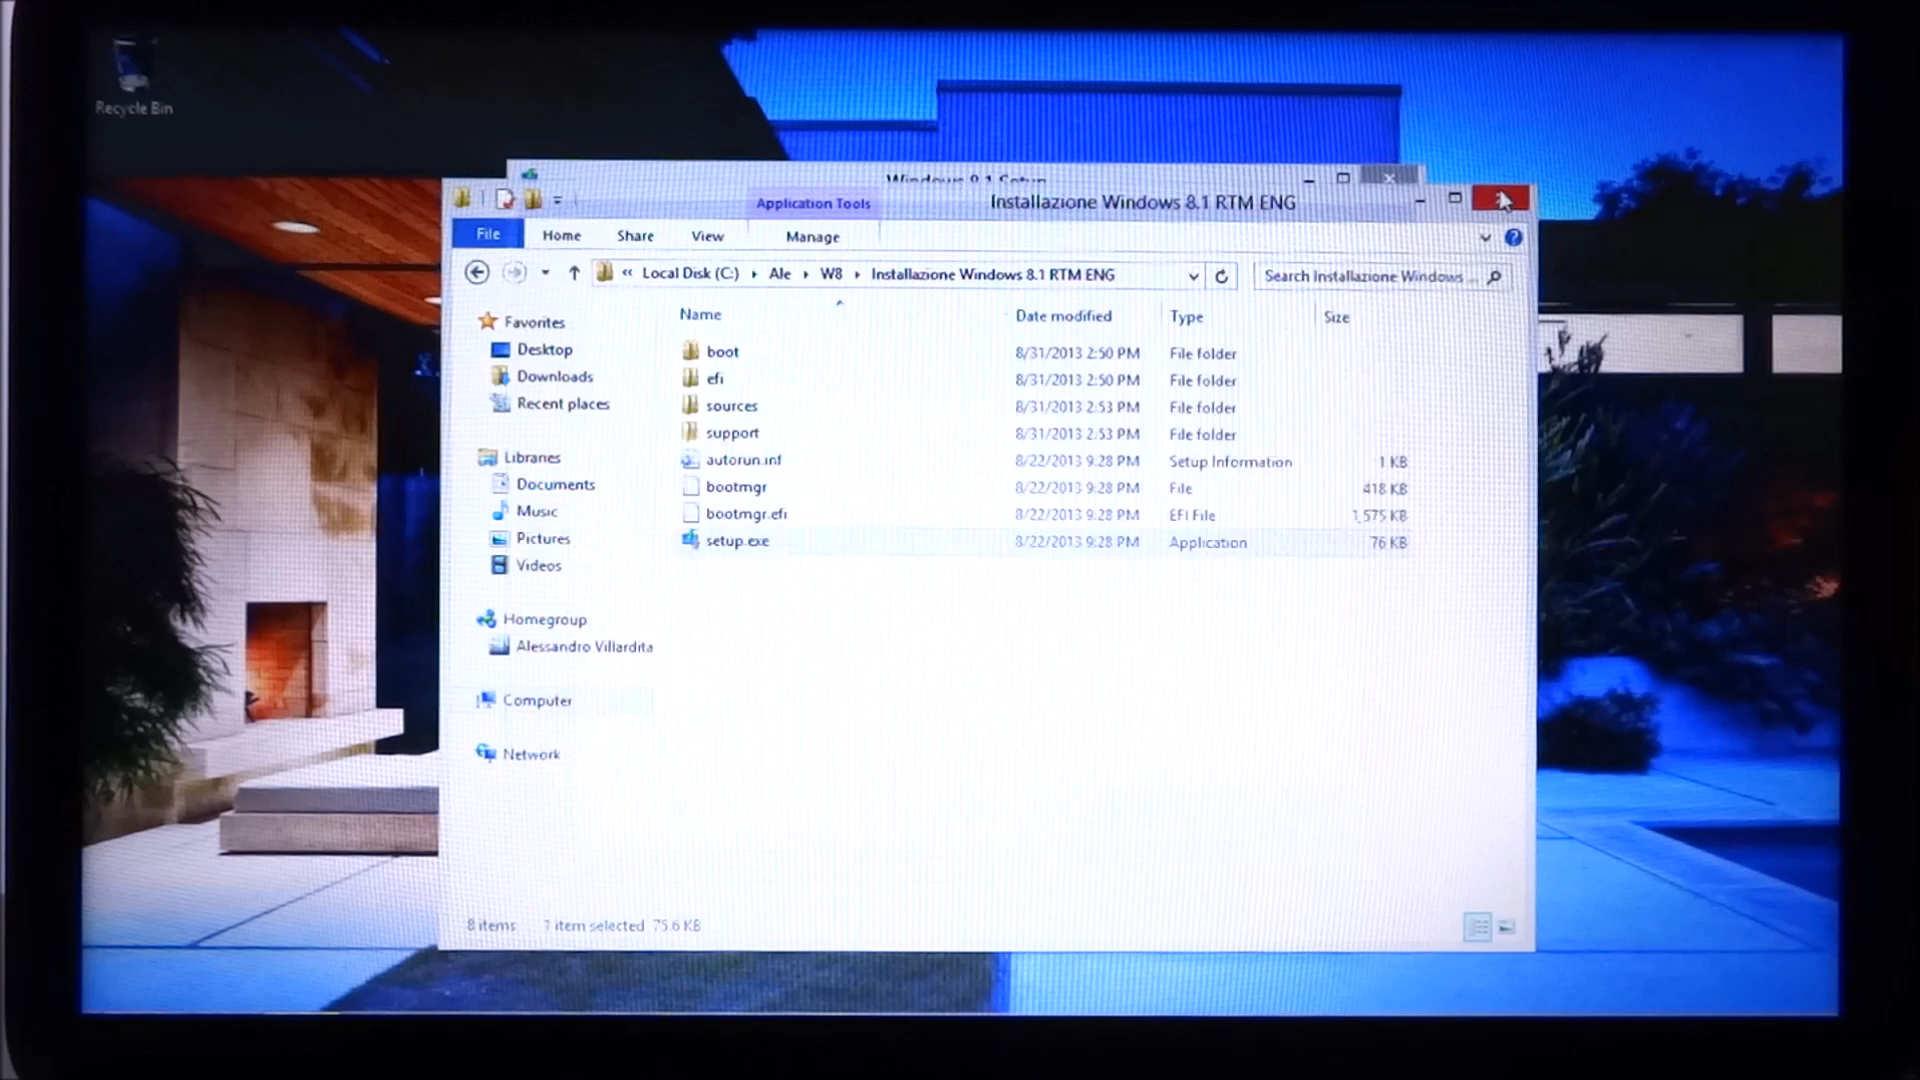 Recycle Bin
Windows 8.1 Setup
Application Tools
Installazione Windows 8.1 RTM ENG
File
Home
Share
View
Manage
« Local Disk (C:) Ale W8 Installazione Windows 8.1 RTM ENG
Search Installazione Windows ...
Name
Date modified
Type
Size
Favorites
Desktop
Downloads
Recent places
Libraries
Documents
Music
Pictures
Videos
Homegroup
Alessandro Villardita
Computer
Network
boot 8/31/2013 2:50 PM File folder
efi 8/31/2013 2:50 PM File folder
sources 8/31/2013 2:53 PM File folder
support 8/31/2013 2:53 PM File folder
autorun.inf 8/22/2013 9:28 PM Setup Information 1 KB
bootmgr 8/22/2013 9:28 PM File 418 KB
bootmgr.efi 8/22/2013 9:28 PM EFI File 1,575 KB
setup.exe 8/22/2013 9:28 PM Application 76 KB
8 items 1 item selected 75.6 KB